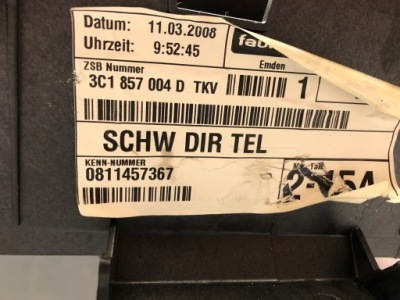 Datum: 11.03.2008
Uhrzeit: 9:52:45
Emden
ZSB Nummer
3C1 857 004 D TKV
1
SCHW DIR TEL
KENN-NUMMER
0811457367